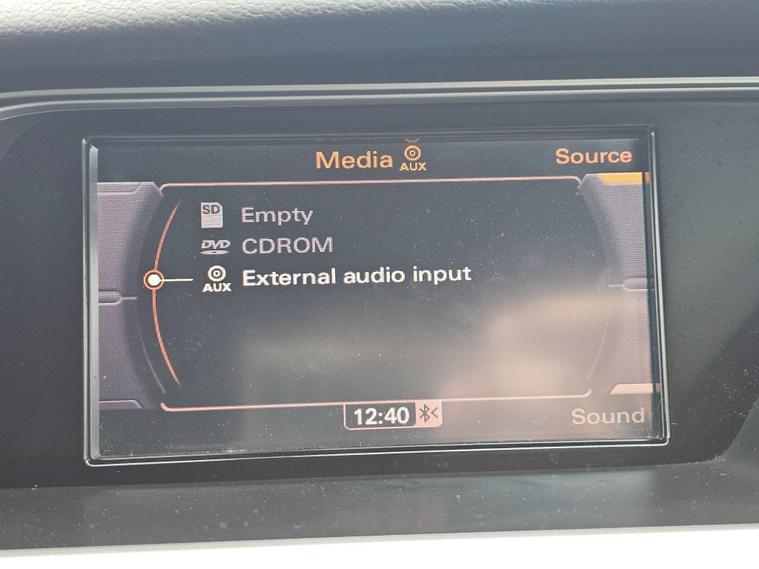 Media AUX Source
SD Empty
DVD CDROM
AUX External audio input
12:40
Sound